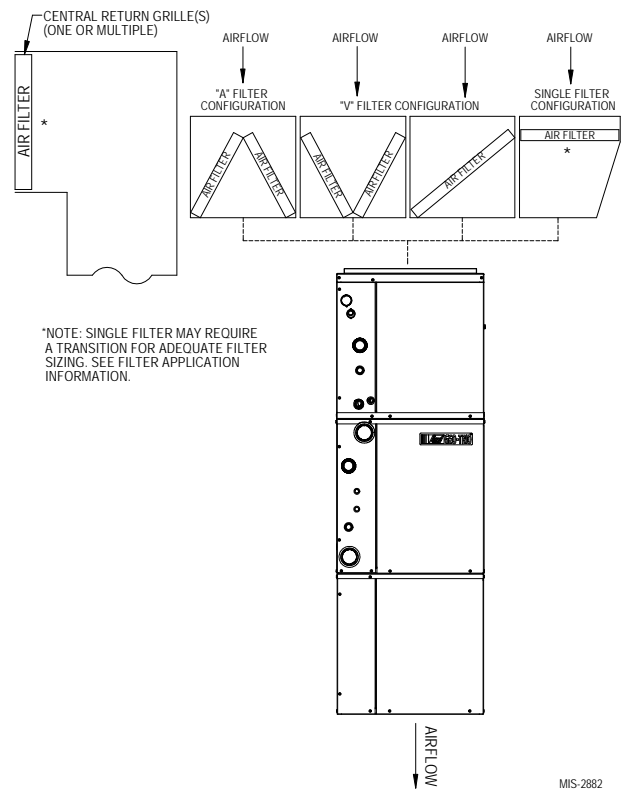 CENTRAL RETURN GRILLE(S)
(ONE OR MULTIPLE)
AIR FILTER
*
AIRFLOW
AIRFLOW
AIRFLOW
AIRFLOW
"A" FILTER
CONFIGURATION
"V" FILTER CONFIGURATION
SINGLE FILTER
CONFIGURATION
AIR FILTER
AIR FILTER
AIR FILTER
AIR FILTER
AIR FILTER
AIR FILTER
*
*NOTE: SINGLE FILTER MAY REQUIRE
A TRANSITION FOR ADEQUATE FILTER
SIZING. SEE FILTER APPLICATION
INFORMATION.
GEO-TEC
AIRFLOW
MIS-2882